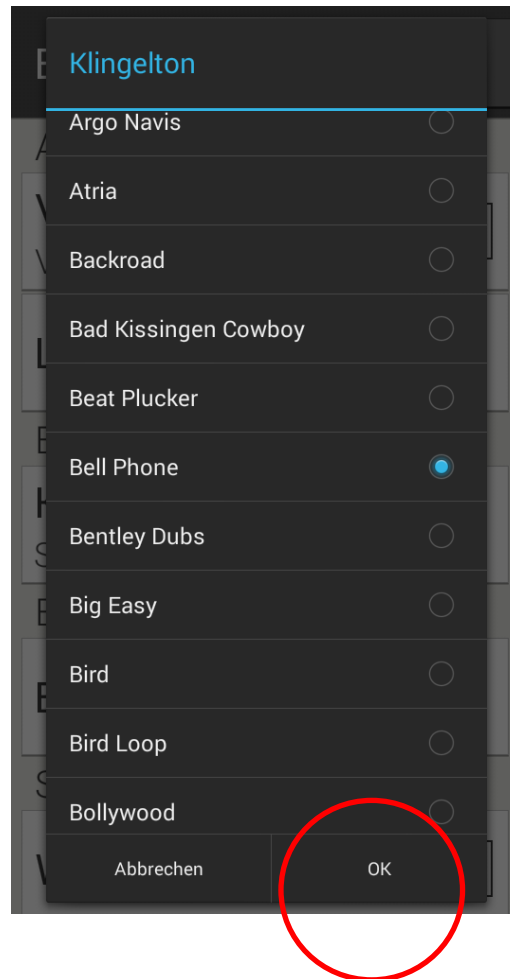 Klingelton
Argo Navis
Atria
Backroad
Bad Kissingen Cowboy
Beat Plucker
Bell Phone
Bentley Dubs
Big Easy
Bird
Bird Loop
Bollywood
Abbrechen
OK